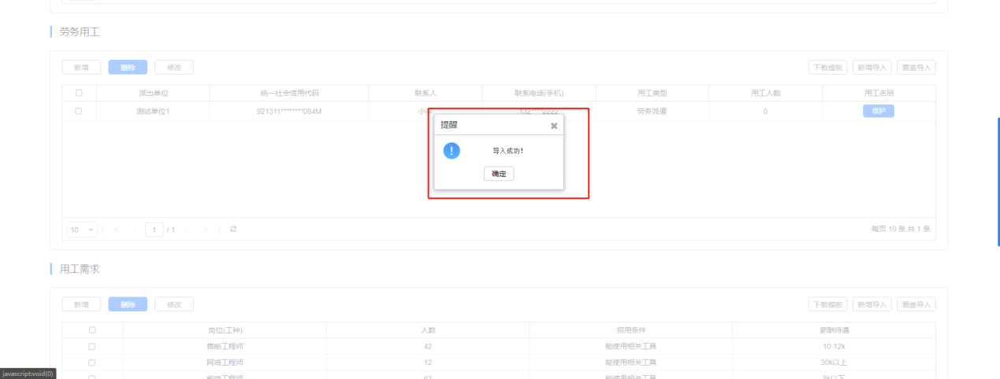 劳务用工
新增 删除 修改 下载模板 新增导入 覆盖导入
派出单位 统一社会信用代码 联系人 联系电话(手机) 用工类型 用工人数 用工名册
测试单位1 921311********084M 132****2222 劳务派遣 0 维护
提醒
导入成功!
确定
10 1 / 1 每页 10 条,共 1 条
用工需求
新增 删除 修改 下载模板 新增导入 覆盖导入
岗位(工种) 人数 招用条件 薪酬待遇
售前工程师 42 能使用相关工具 10-12k
网络工程师 12 能使用相关工具 30k以上
javascript:void(0) 前端工程师 62 能使用相关工具 5k以下